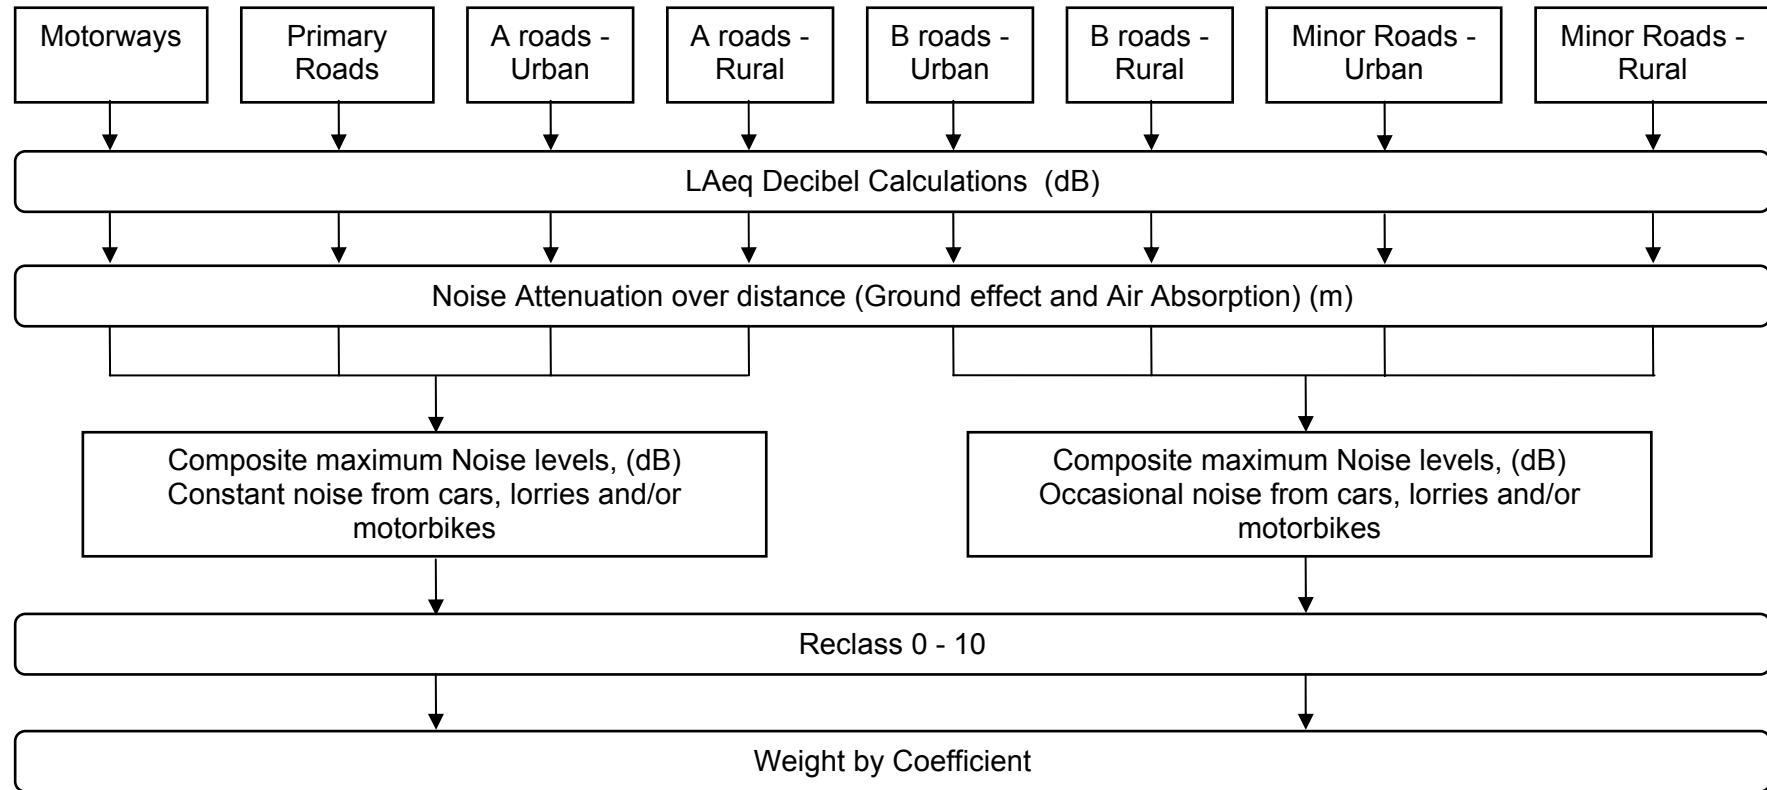 Motorways
Primary
Roads
A roads -
Urban
A roads -
Rural
B roads -
Urban
B roads -
Rural
Minor Roads -
Urban
Minor Roads -
Rural
LAeq Decibel Calculations  (dB)
Noise Attenuation over distance (Ground effect and Air Absorption) (m)
Composite maximum Noise levels, (dB)
Constant noise from cars, lorries and/or
motorbikes
Composite maximum Noise levels, (dB)
Occasional noise from cars, lorries and/or
motorbikes
Reclass 0 - 10
Weight by Coefficient